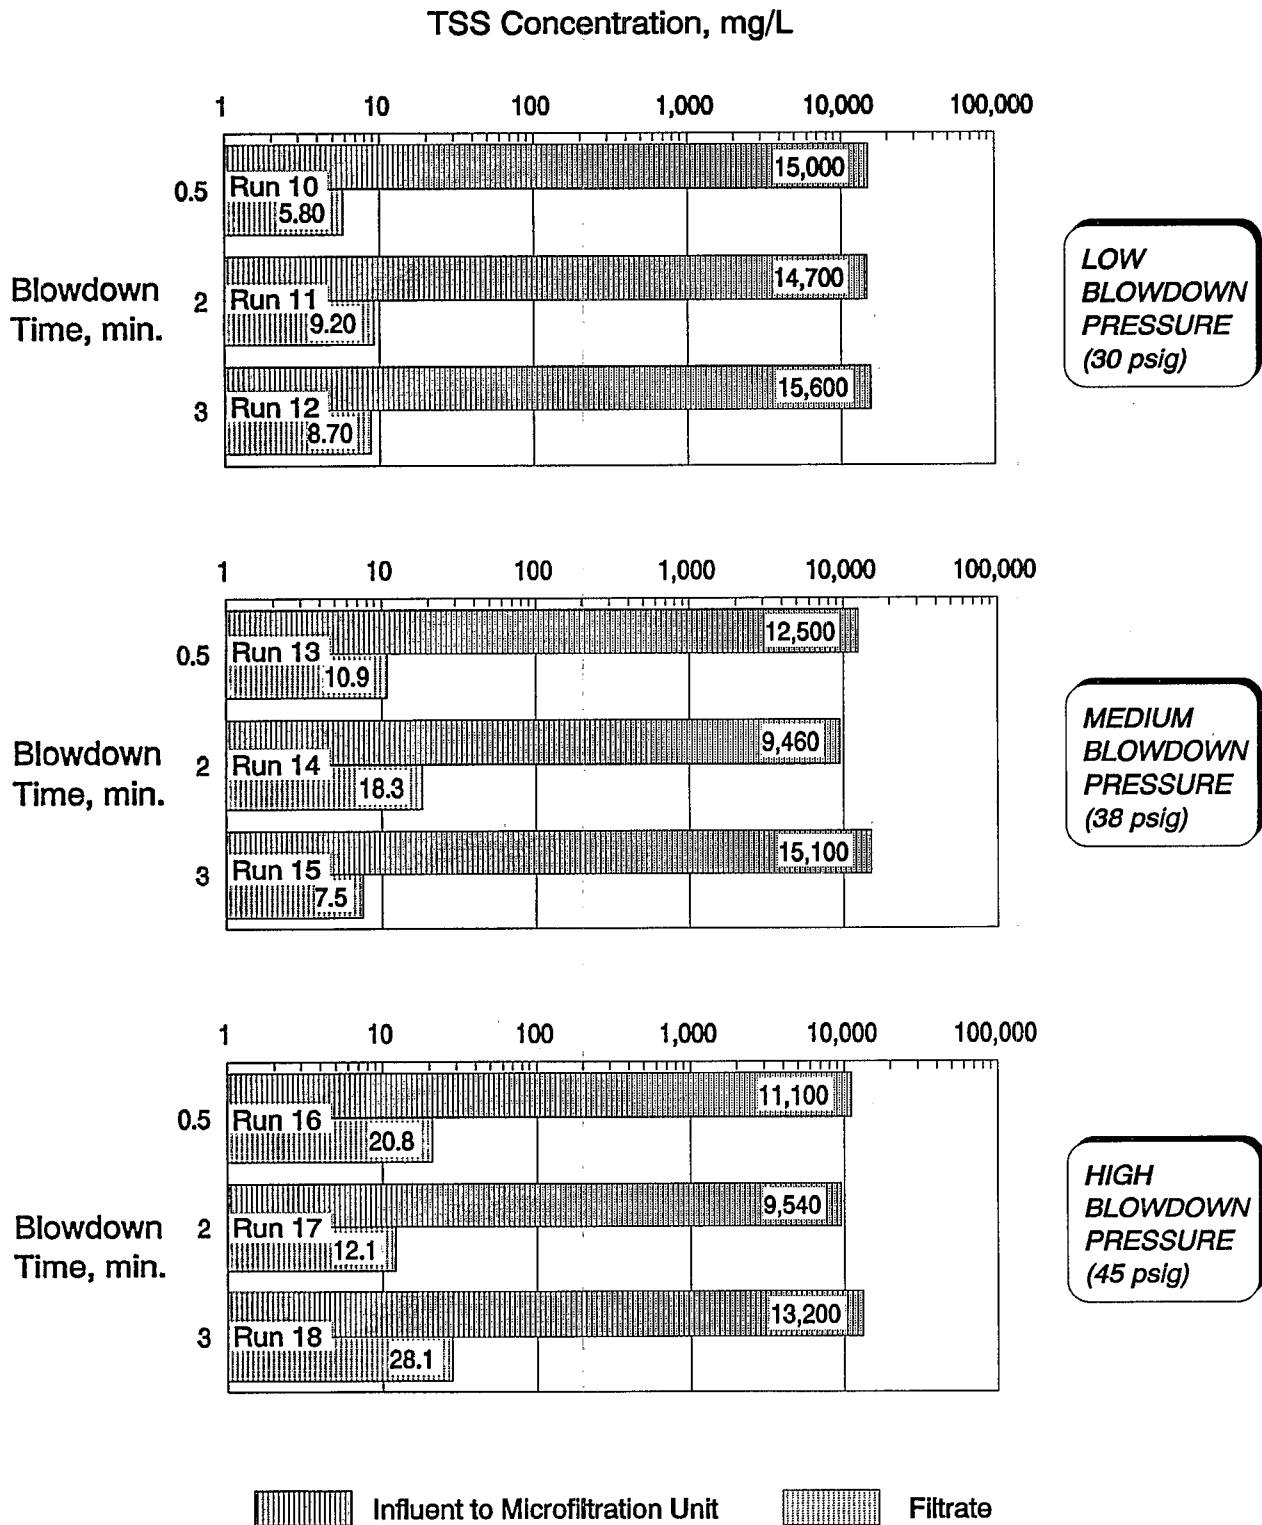 TSS Concentration, mg/L
1 10 100 1,000 10,000 100,000
0.5 Run 10 15,000
5.80
Blowdown Time, min.
2 Run 11 14,700
9.20
3 Run 12 15,600
8.70
LOW
BLOWDOWN
PRESSURE
(30 psig)
1 10 100 1,000 10,000 100,000
0.5 Run 13 12,500
10.9
Blowdown Time, min.
2 Run 14 9,460
18.3
3 Run 15 15,100
7.5
MEDIUM
BLOWDOWN
PRESSURE
(38 psig)
1 10 100 1,000 10,000 100,000
0.5 Run 16 11,100
20.8
Blowdown Time, min.
2 Run 17 9,540
12.1
3 Run 18 13,200
28.1
HIGH
BLOWDOWN
PRESSURE
(45 psig)
Influent to Microfiltration Unit Filtrate